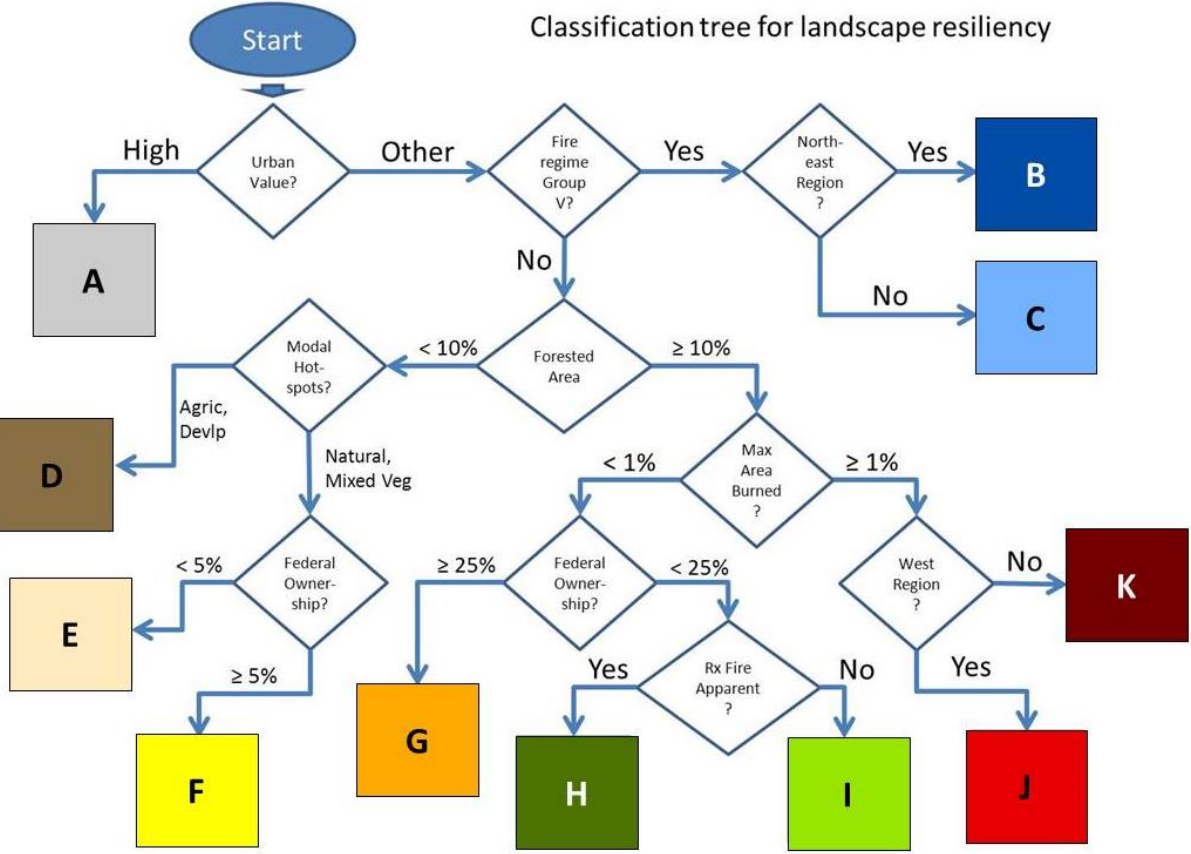 Classification tree for landscape resiliency
Start
High
Urban
Value?
Other
Fire
regime
Group
V?
Yes
North-
east
Region
?
Yes
B
A
No
No
C
Modal
Hot-
spots?
< 10%
Forested
Area
≥ 10%
Agric,
Devlp
D
Natural,
Mixed Veg
< 1%
Max
Area
Burned
?
≥ 1%
< 5%
Federal
Owner-
ship?
≥ 25%
Federal
Owner-
ship?
< 25%
West
Region
?
No
K
E
≥ 5%
Yes
Rx Fire
Apparent
?
No
Yes
F
G
H
I
J